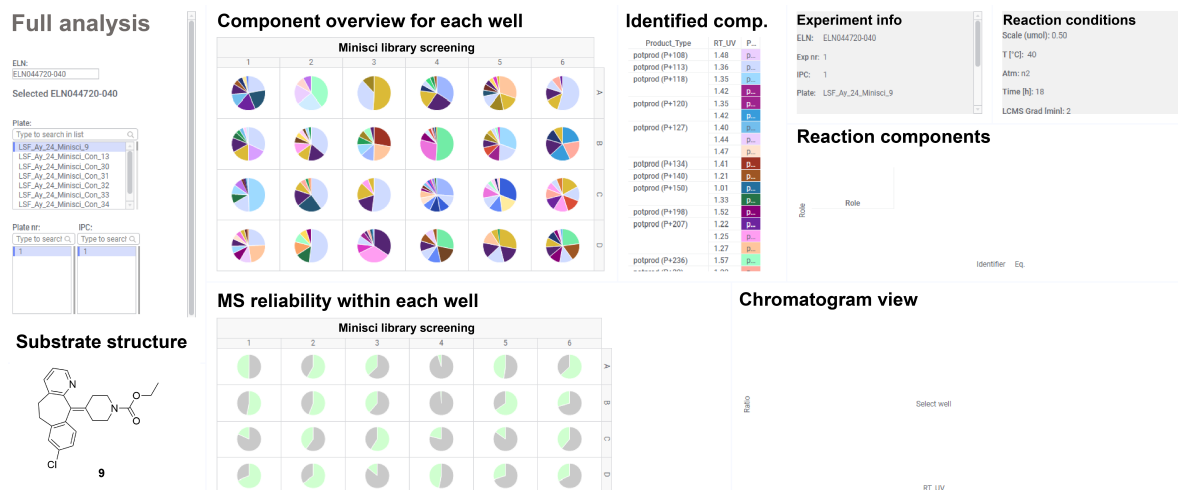 Full analysis
ELN:
ELN044720-040
Selected ELN044720-040
Plate:
Type to search in list
LSF_Ay_24_Minisci_9
LSF_Ay_24_Minisci_Con_13
LSF_Ay_24_Minisci_Con_30
LSF_Ay_24_Minisci_Con_31
LSF_Ay_24_Minisci_Con_32
LSF_Ay_24_Minisci_Con_33
LSF_Ay_24_Minisci_Con_34
Plate nr: IPC:
Type to search Type to search
1 1
Substrate structure
N
N
O
O
Cl
9
Component overview for each well
Minisci library screening
1 2 3 4 5 6
A
B
C
D
MS reliability within each well
Minisci library screening
1 2 3 4 5 6
A
B
C
D
Identified comp.
Product_Type RT_UV P...
potprod (P+108) 1.48 p...
potprod (P+113) 1.36 p...
potprod (P+118) 1.35 p...
1.42 p...
potprod (P+120) 1.35 p...
1.42 p...
potprod (P+127) 1.40 p...
1.44 p...
1.47 p...
potprod (P+134) 1.41 p...
potprod (P+140) 1.21 p...
potprod (P+150) 1.01 p...
1.33 p...
potprod (P+198) 1.52 p...
potprod (P+207) 1.22 p...
1.25 p...
1.27 p...
potprod (P+236) 1.57 p...
Experiment info
ELN: ELN044720-040
Exp nr: 1
IPC: 1
Plate: LSF_Ay_24_Minisci_9
Reaction conditions
Scale (umol): 0.50
T [°C]: 40
Atm: n2
Time [h]: 18
LCMS Grad [min]: 2
Reaction components
Role
Role
Identifier Eq.
Chromatogram view
Ratio
Select well
RT_UV